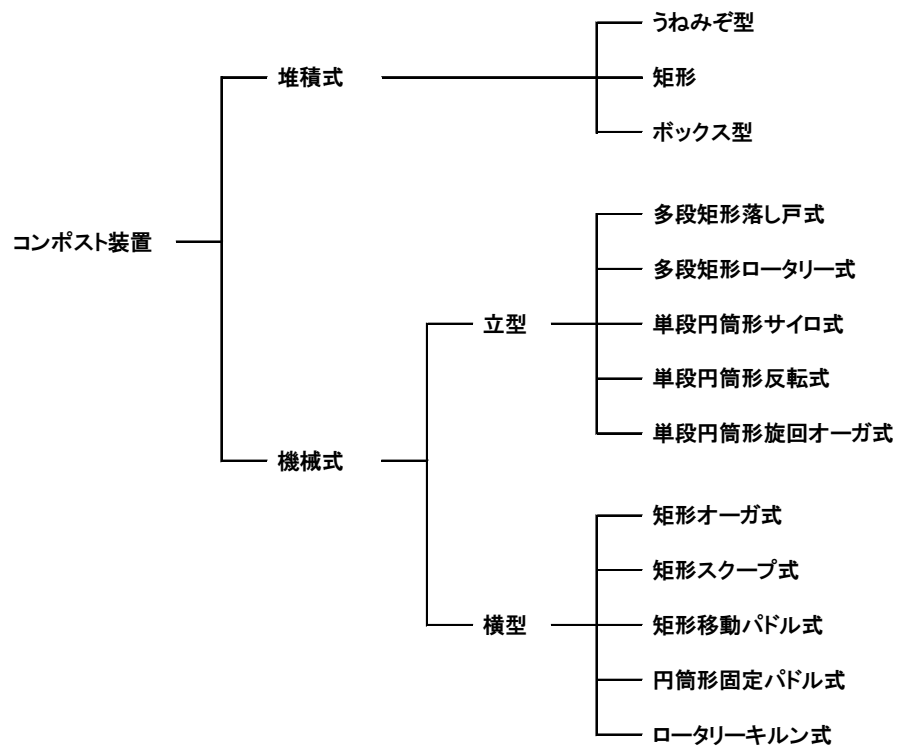 コンポスト装置
堆積式
うねみぞ型
矩形
ボックス型
機械式
立型
多段矩形落し戸式
多段矩形ロータリー式
単段円筒形サイロ式
単段円筒形反転式
単段円筒形旋回オーガ式
横型
矩形オーガ式
矩形スクープ式
矩形移動パドル式
円筒形固定パドル式
ロータリーキルン式